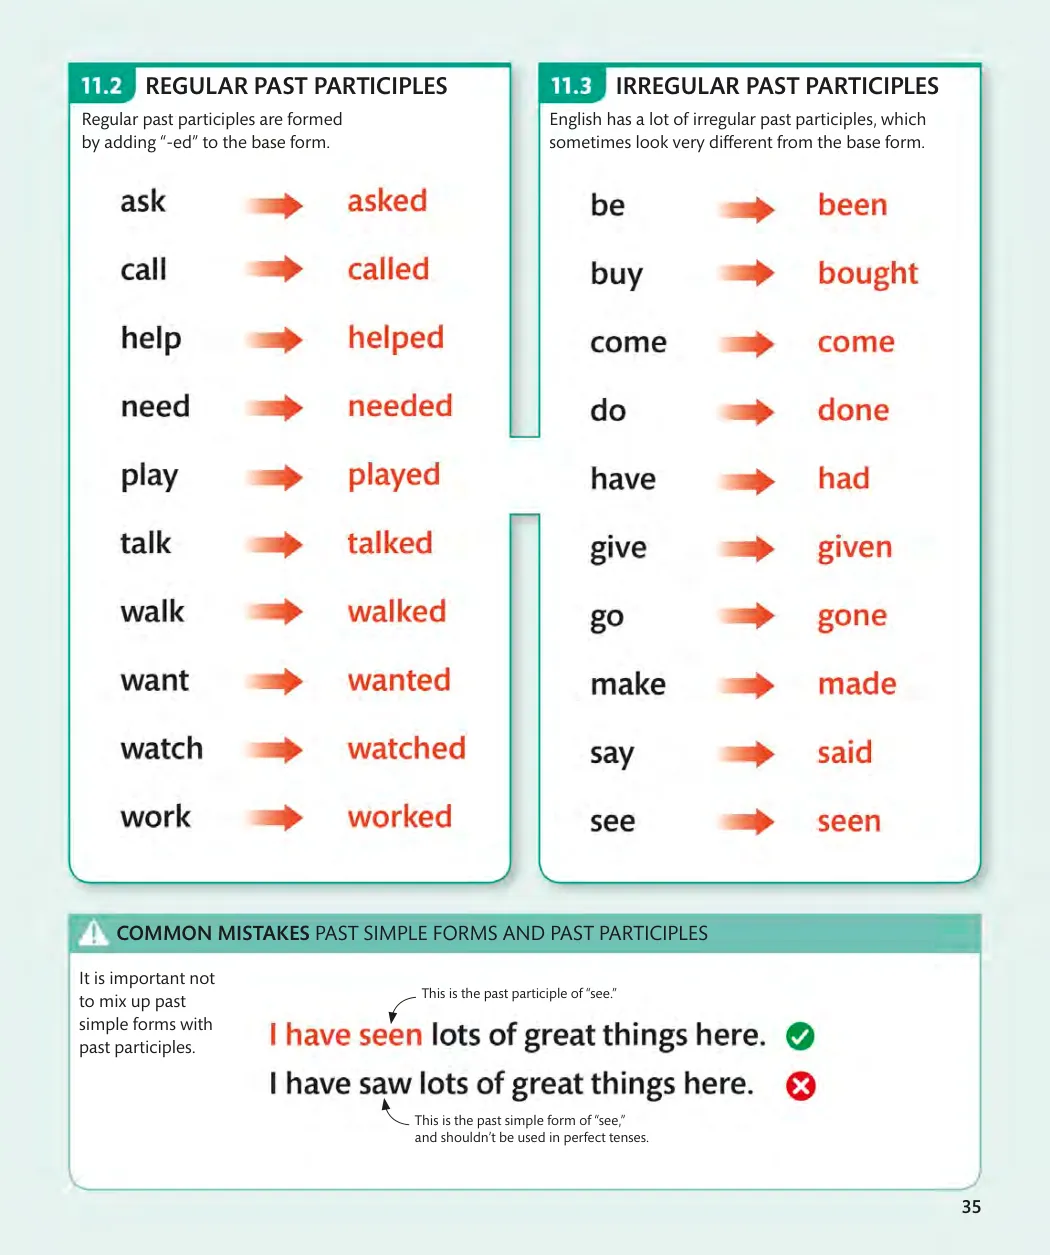 11.2 REGULAR PAST PARTICIPLES
Regular past participles are formed
by adding “-ed” to the base form.
ask asked
call called
help helped
need needed
play played
talk talked
walk walked
want wanted
watch watched
work worked
11.3 IRREGULAR PAST PARTICIPLES
English has a lot of irregular past participles, which
sometimes look very different from the base form.
be been
buy bought
come come
do done
have had
give given
go gone
make made
say said
see seen
COMMON MISTAKES PAST SIMPLE FORMS AND PAST PARTICIPLES
It is important not
to mix up past
simple forms with
past participles.
This is the past participle of “see.”
I have seen lots of great things here.
I have saw lots of great things here.
This is the past simple form of “see,”
and shouldn’t be used in perfect tenses.
35